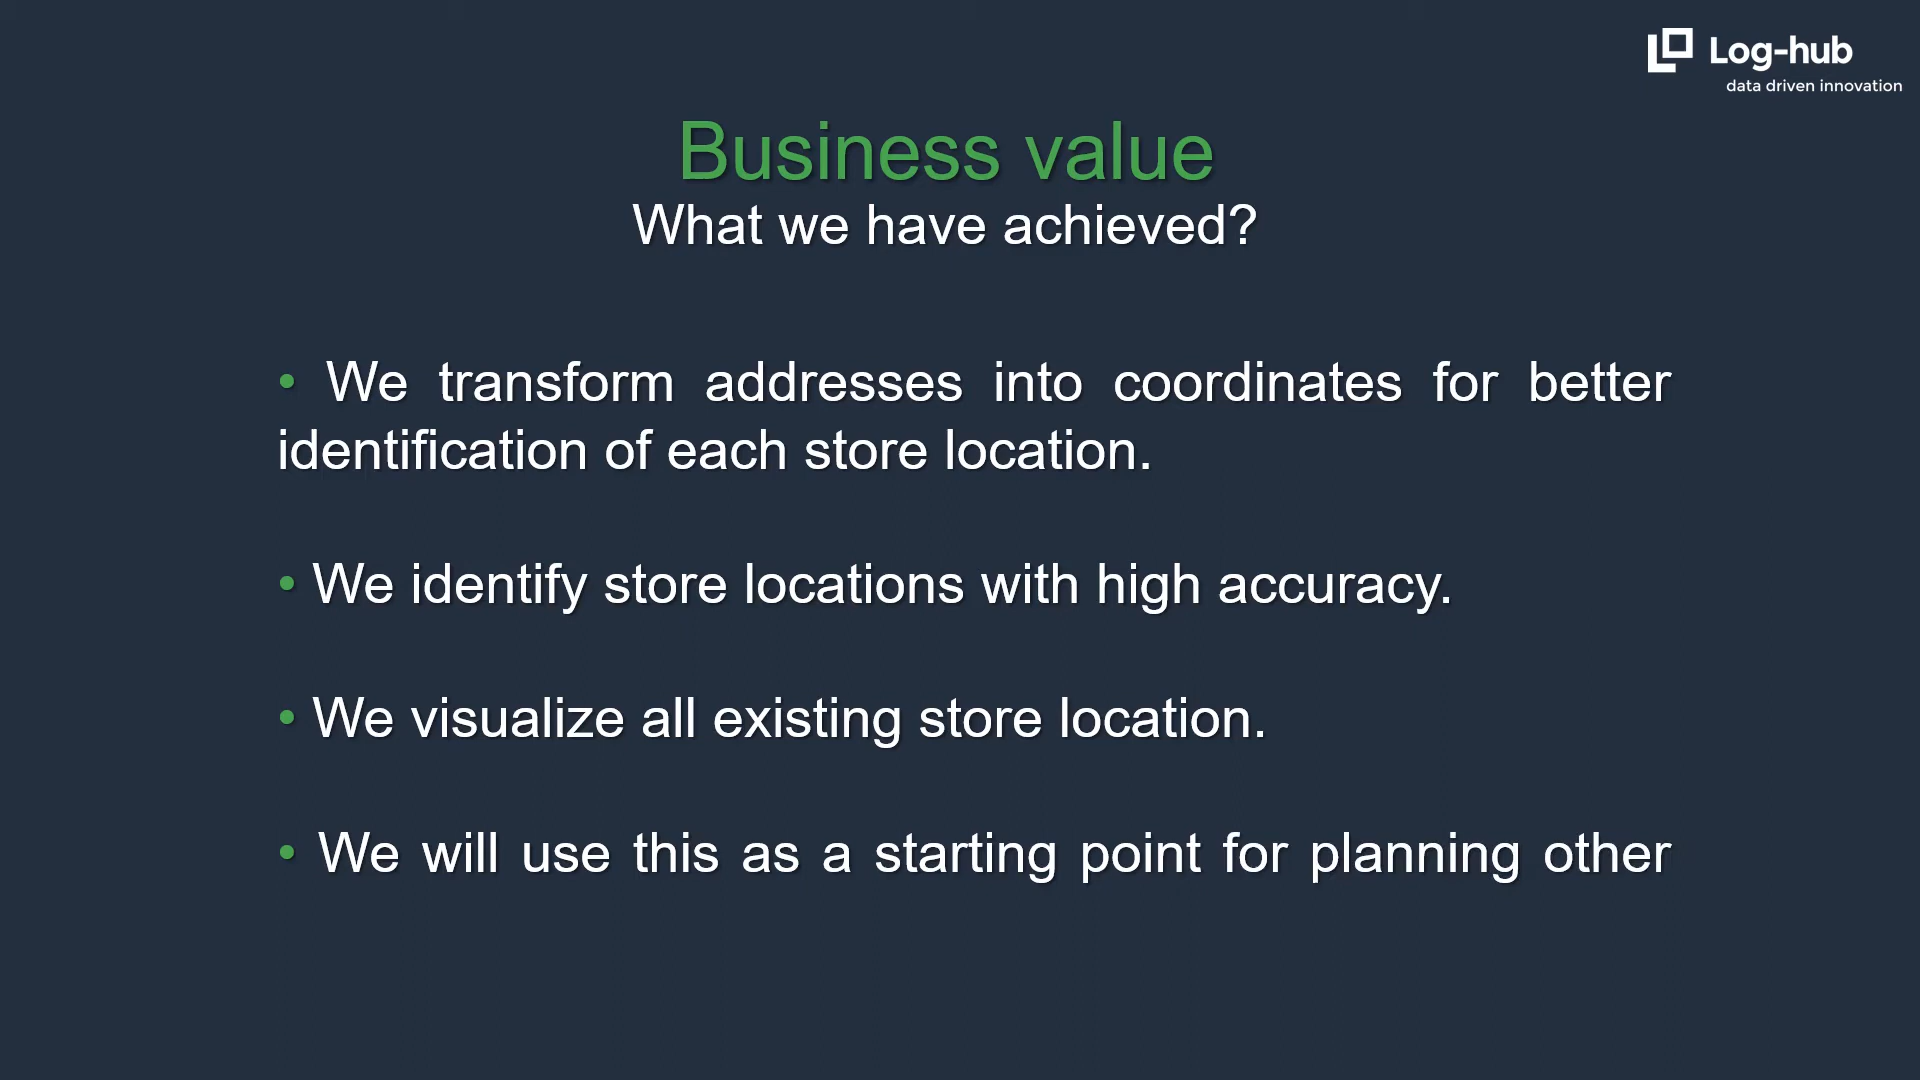 Log-hub
data driven innovation
Business value
What we have achieved?
• We transform addresses into coordinates for better
identification of each store location.
• We identify store locations with high accuracy.
• We visualize all existing store location.
• We will use this as a starting point for planning other